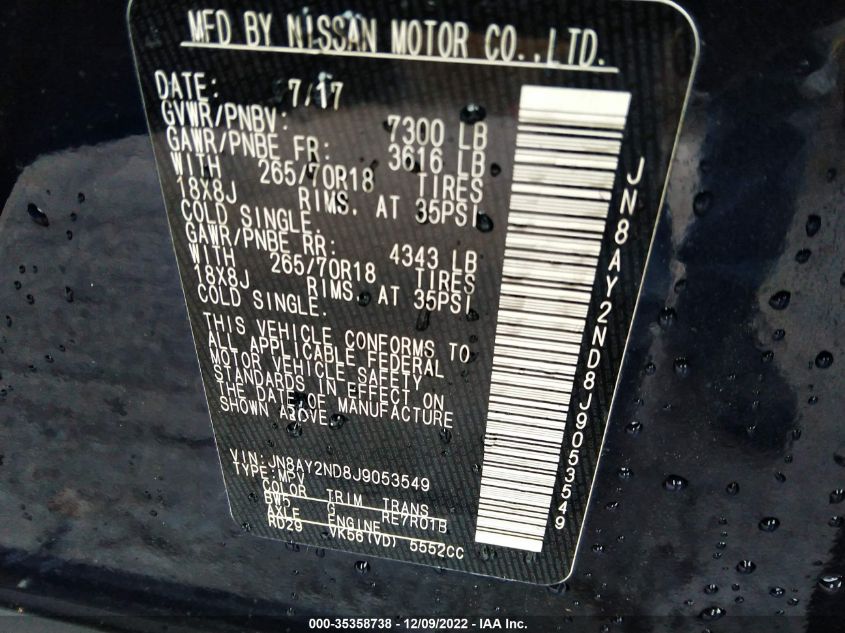 MFD BY NISSAN MOTOR CO.,LTD.
DATE: 7/17
GVWR/PNBV: 7300 LB
GAWR/PNBE FR: 3616 LB
WITH 265/70R18 TIRES
18X8J RIMS. AT 35PSI
COLD SINGLE.
GAWR/PNBE RR: 4343 LB
WITH 265/70R18 TIRES
18X8J RIMS. AT 35PSI
COLD SINGLE.
THIS VEHICLE CONFORMS TO
ALL APPLICABLE FEDERAL
MOTOR VEHICLE SAFETY
STANDARDS IN EFFECT ON
THE DATE OF MANUFACTURE
SHOWN ABOVE.
VIN:JN8AY2ND8J9053549
TYPE:MPV
COLOR TRIM TRANS
BW5 G RE7R01B
AXLE ENGINE
RD29 VK56(VD) 5552CC
JN8AY2ND8J9053549
000-35358738 - 12/09/2022 - IAA Inc.